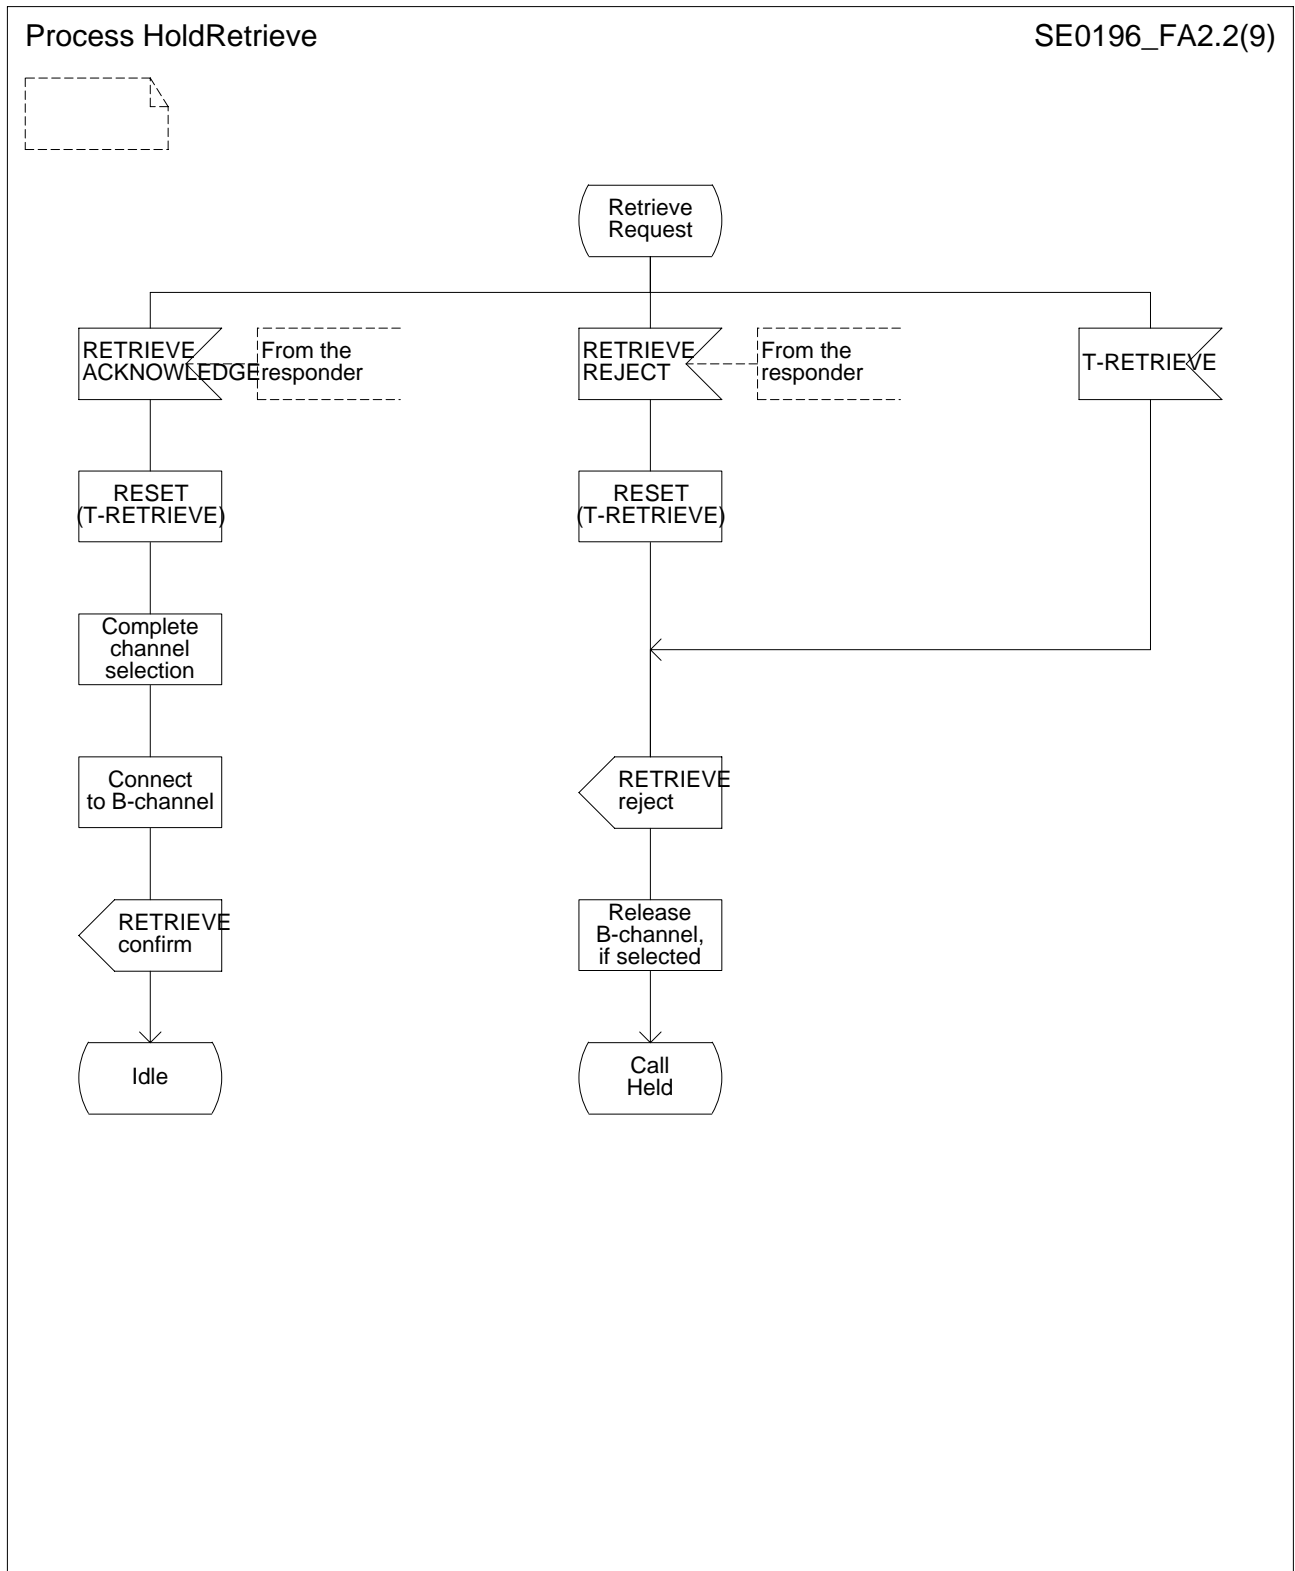 Process HoldRetrieve
SE0196_FA2.2(9)
Retrieve
Request
RETRIEVE
ACKNOWLEDGE
From the
responder
RETRIEVE
REJECT
From the
responder
T-RETRIEVE
RESET
(T-RETRIEVE)
RESET
(T-RETRIEVE)
Complete
channel
selection
Connect
to B-channel
RETRIEVE
reject
RETRIEVE
confirm
Release
B-channel,
if selected
Idle
Call
Held